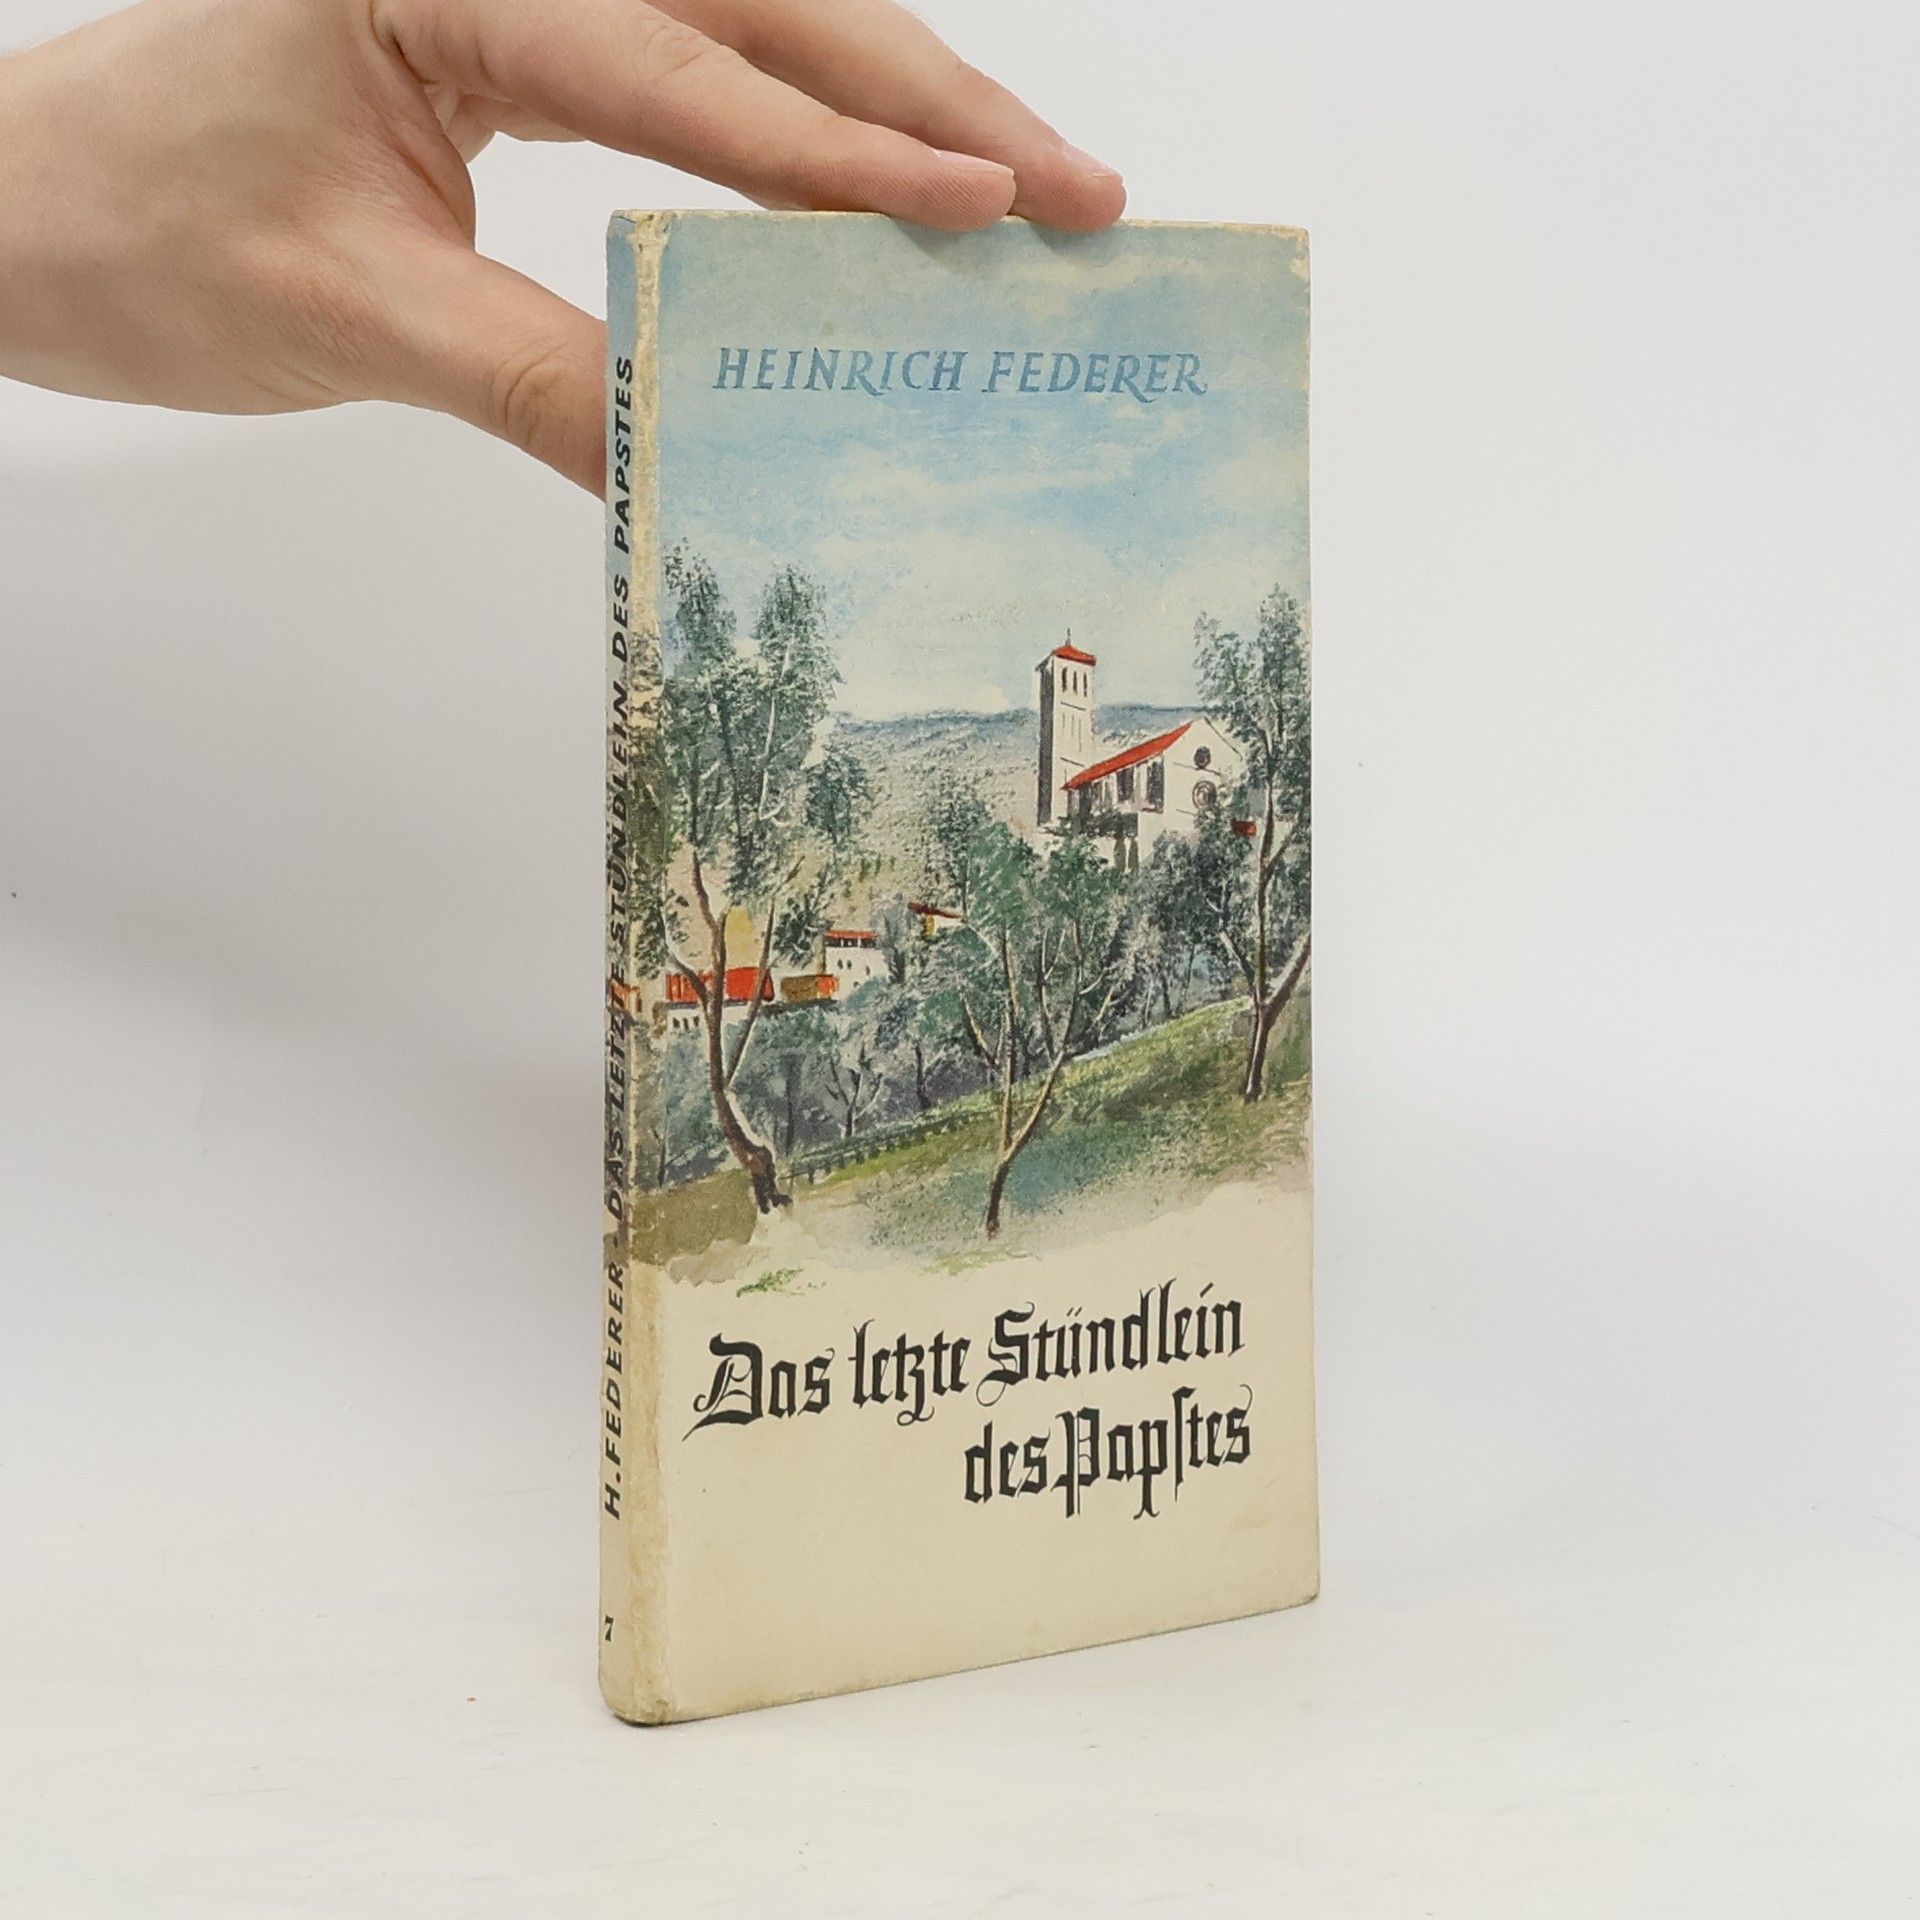 HEINRICH FEDERER
Das letzte Stündlein
des Papſtes
H. FEDERER · DAS LETZTE STÜNDLEIN DES PAPSTES
7